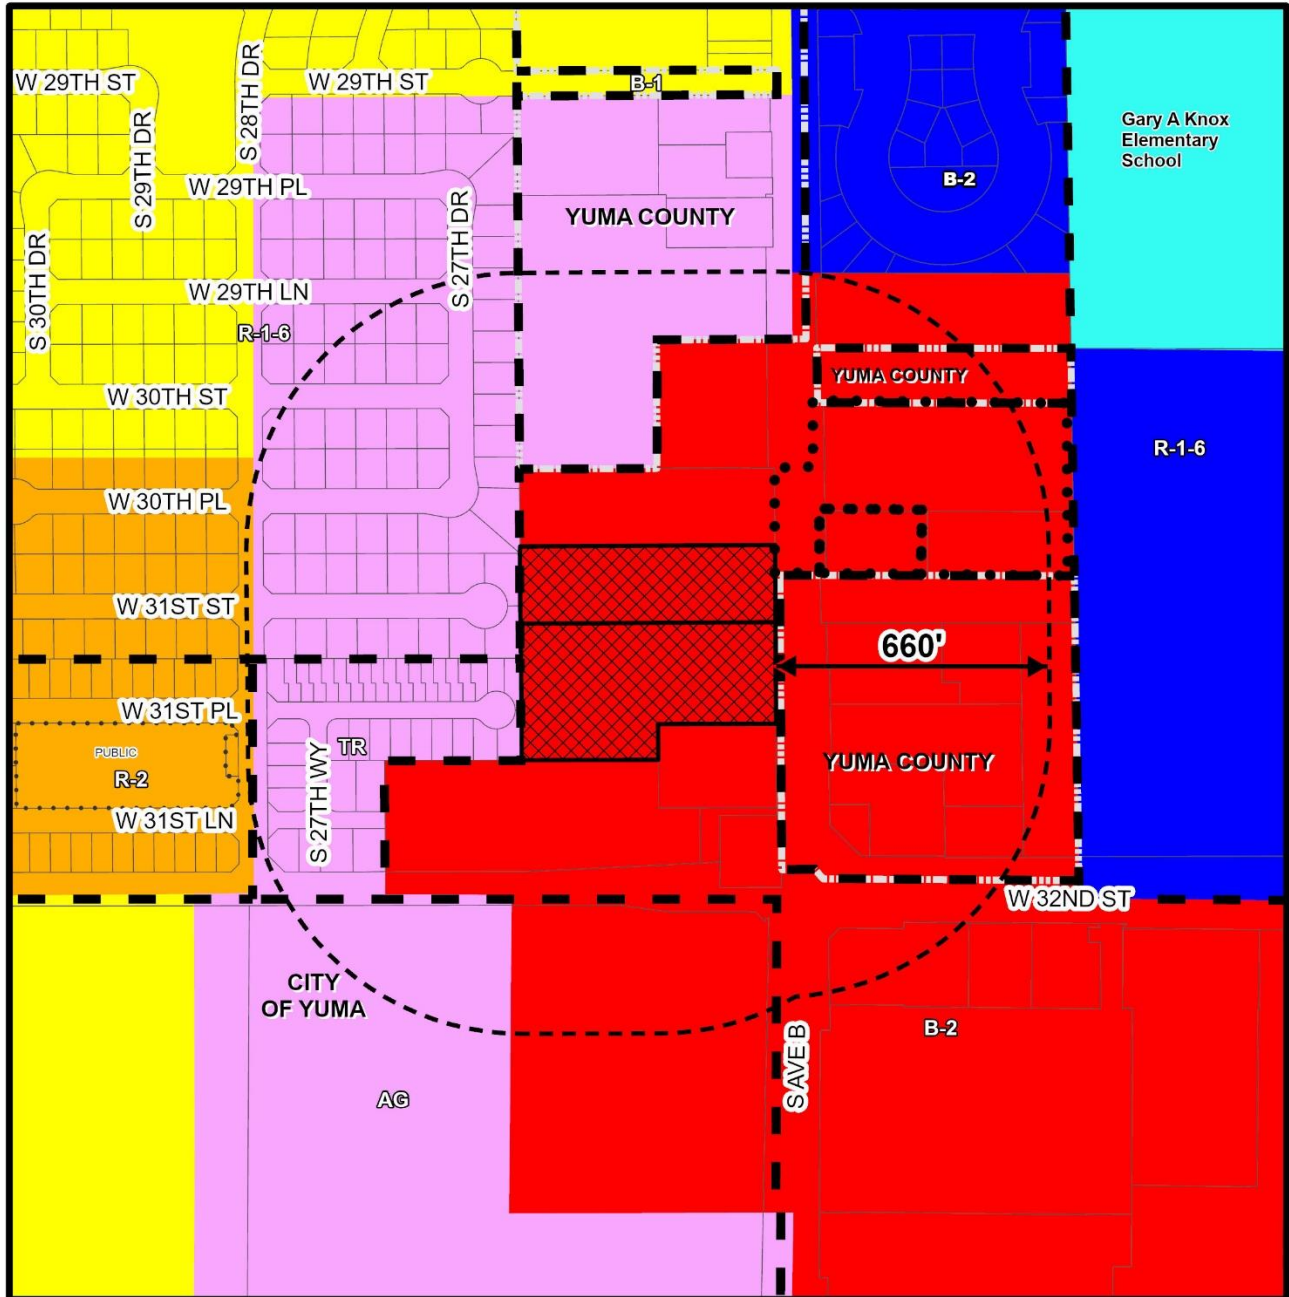 W 29TH ST
S 29TH DR
S 28TH DR
W 29TH ST
B-1
Gary A Knox
Elementary
School
B-2
W 29TH PL
S 27TH DR
YUMA COUNTY
S 30TH DR
W 29TH LN
R-1-6
YUMA COUNTY
W 30TH ST
R-1-6
W 30TH PL
W 31ST ST
660'
W 31ST PL
PUBLIC
R-2
TR
S 27TH WY
YUMA COUNTY
W 31ST LN
W 32ND ST
CITY
OF YUMA
B-2
S AVE B
AG